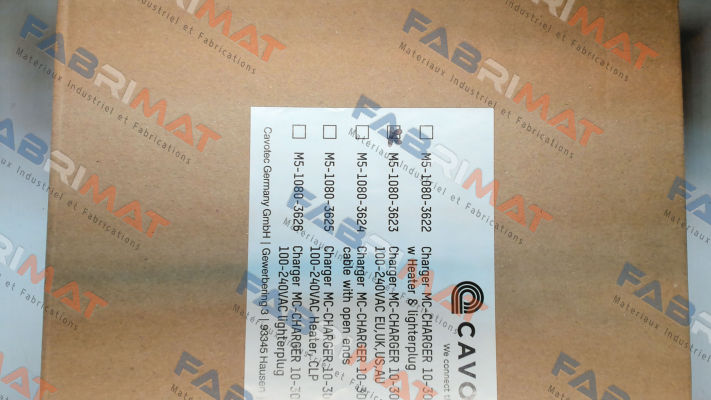 CAVO
We connect th
M5-1080-3622 Charger MC-CHARGER 10-30
w Heater & lighterplug
M5-1080-3623 Charger MC-CHARGER 10-30
100-240VAC EU,UK,US,AU
M5-1080-3624 Charger MC-CHARGER 10-30
cable with open ends
M5-1080-3625 Charger MC-CHARGER 10-30
100-240VAC Heater, CLP
M5-1080-3626 Charger MC-CHARGER 10-30
100-240VAC lighterplug
Cavotec Germany GmbH | Gewerbering 3 | 93345 Hausen
FABRIMAT
Materiaux Industriel et Fabrications